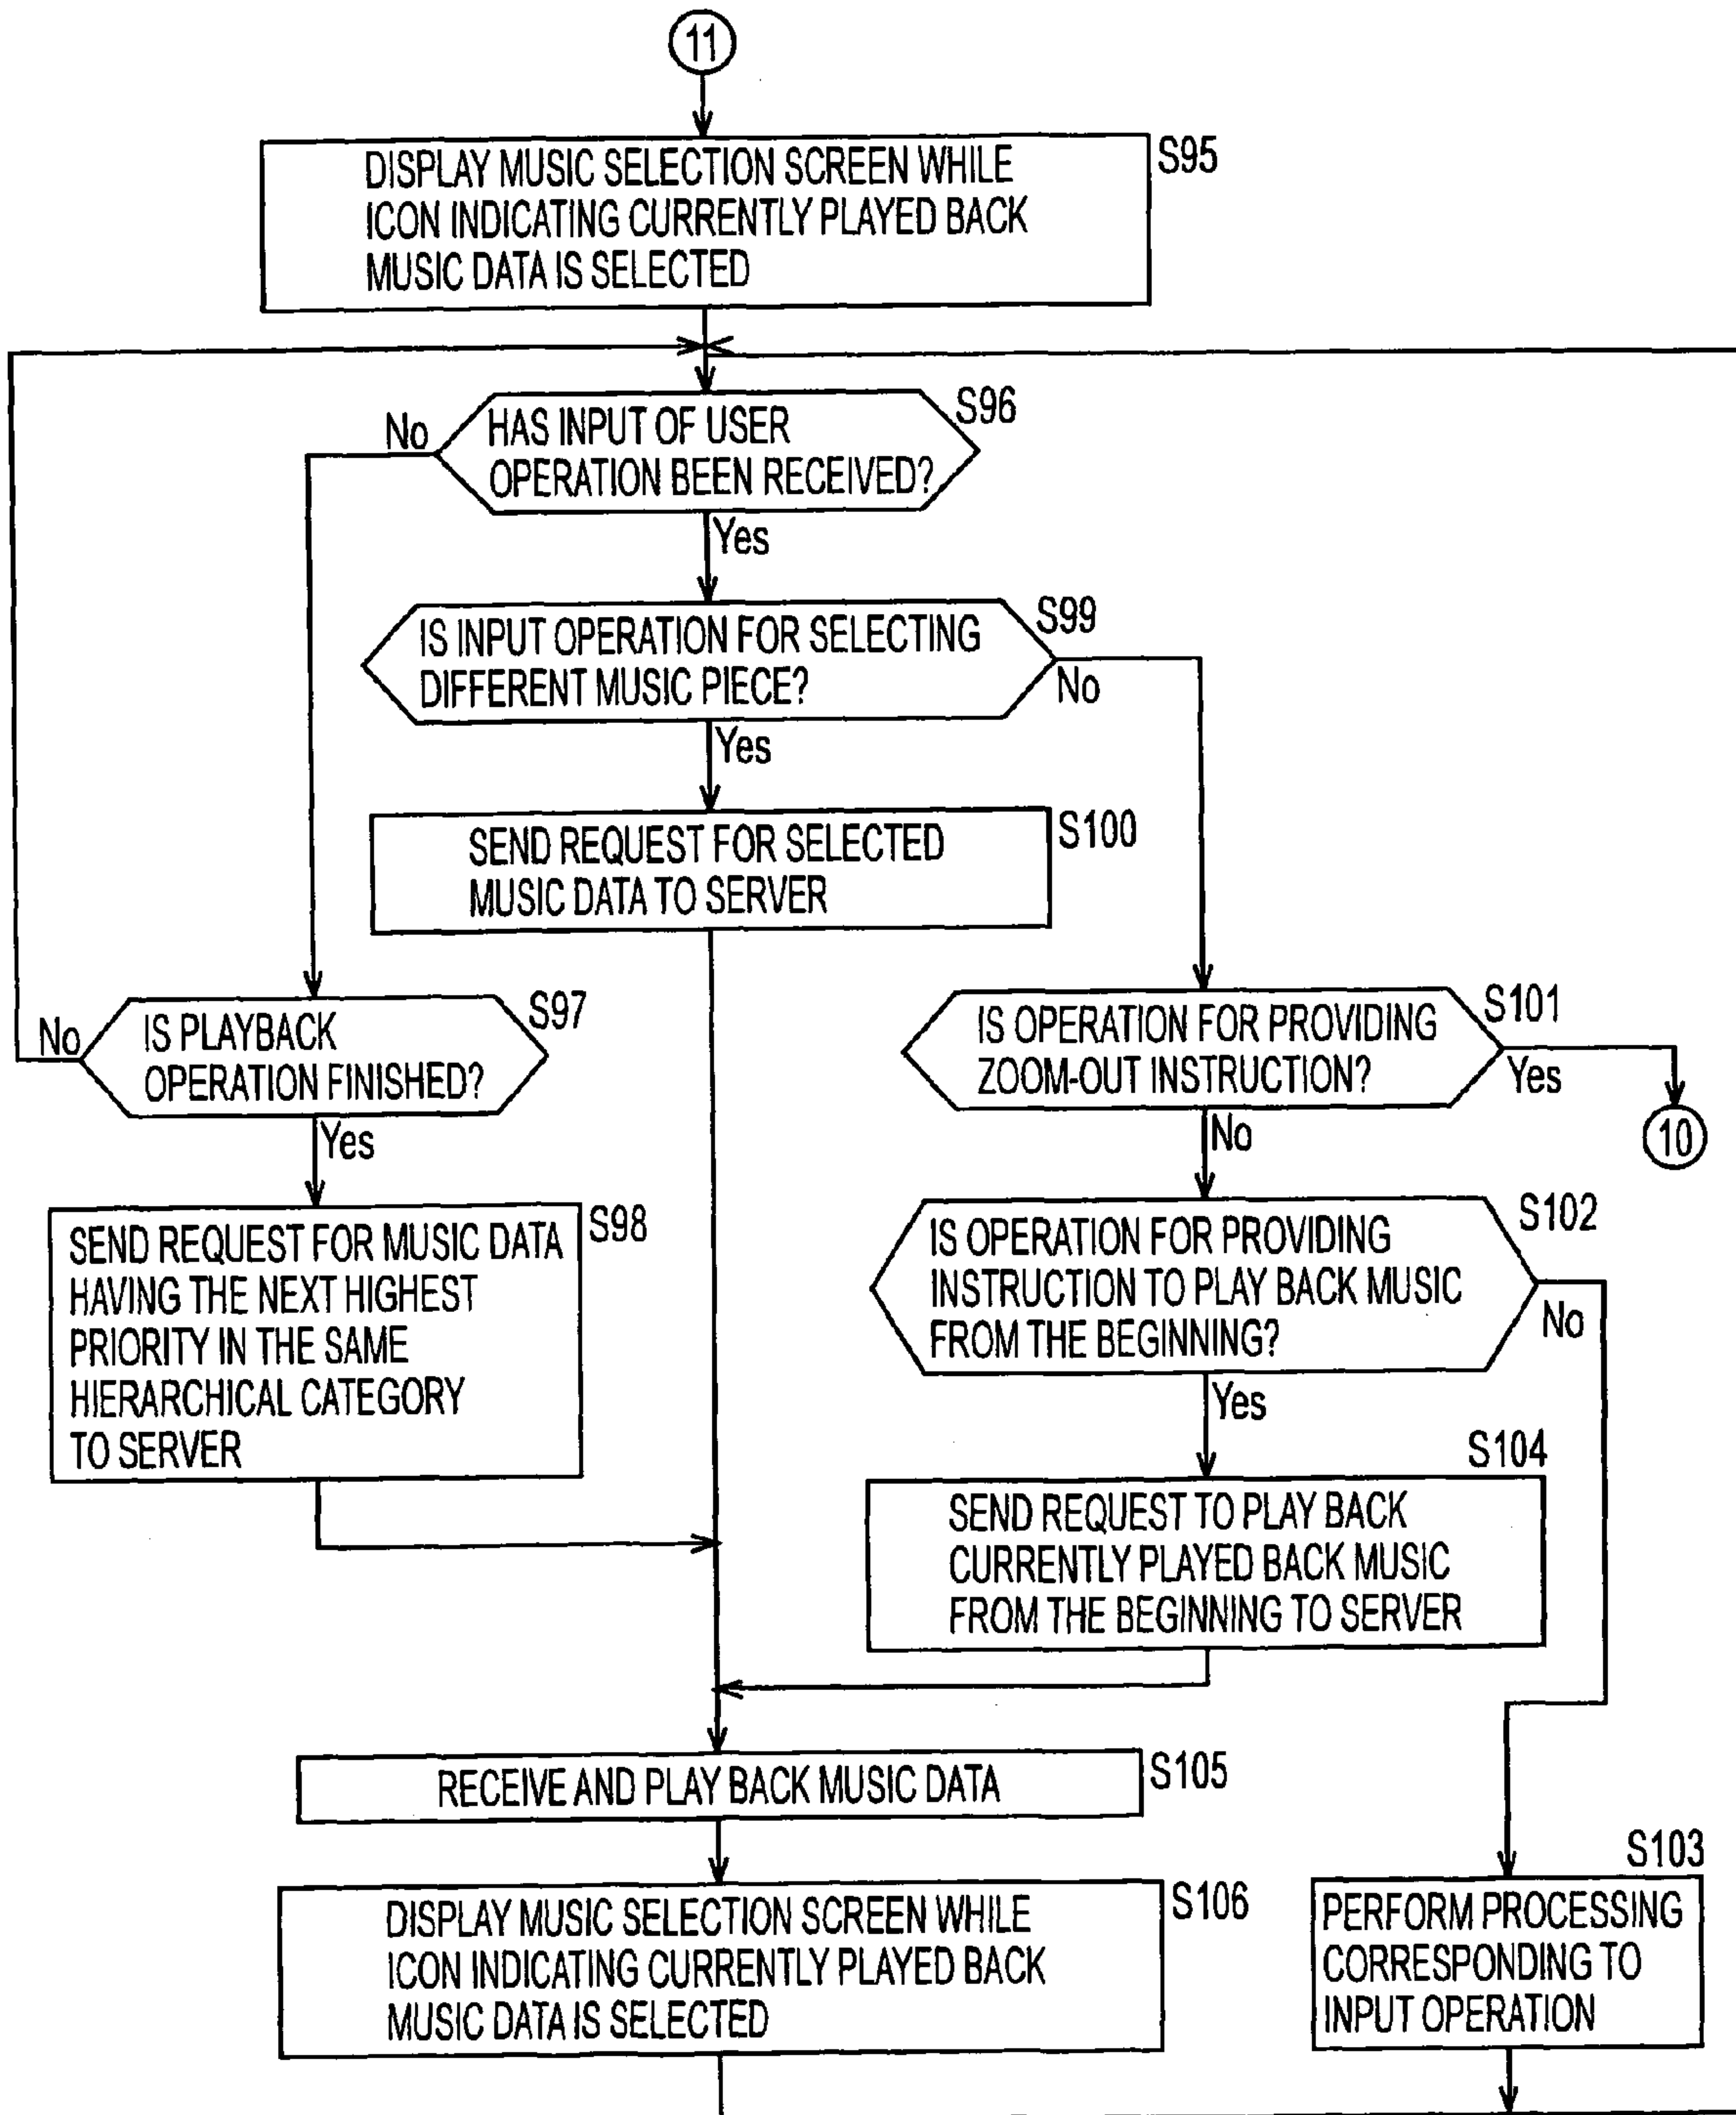 11
DISPLAY MUSIC SELECTION SCREEN WHILE
ICON INDICATING CURRENTLY PLAYED BACK
MUSIC DATA IS SELECTED
S95
HAS INPUT OF USER
OPERATION BEEN RECEIVED?
S96
No
Yes
IS INPUT OPERATION FOR SELECTING
DIFFERENT MUSIC PIECE?
S99
No
Yes
SEND REQUEST FOR SELECTED
MUSIC DATA TO SERVER
S100
IS PLAYBACK
OPERATION FINISHED?
S97
No
Yes
IS OPERATION FOR PROVIDING
ZOOM-OUT INSTRUCTION?
S101
Yes
No
10
SEND REQUEST FOR MUSIC DATA
HAVING THE NEXT HIGHEST
PRIORITY IN THE SAME
HIERARCHICAL CATEGORY
TO SERVER
S98
IS OPERATION FOR PROVIDING
INSTRUCTION TO PLAY BACK MUSIC
FROM THE BEGINNING?
S102
No
Yes
S104
SEND REQUEST TO PLAY BACK
CURRENTLY PLAYED BACK MUSIC
FROM THE BEGINNING TO SERVER
RECEIVE AND PLAY BACK MUSIC DATA
S105
DISPLAY MUSIC SELECTION SCREEN WHILE
ICON INDICATING CURRENTLY PLAYED BACK
MUSIC DATA IS SELECTED
S106
S103
PERFORM PROCESSING
CORRESPONDING TO
INPUT OPERATION